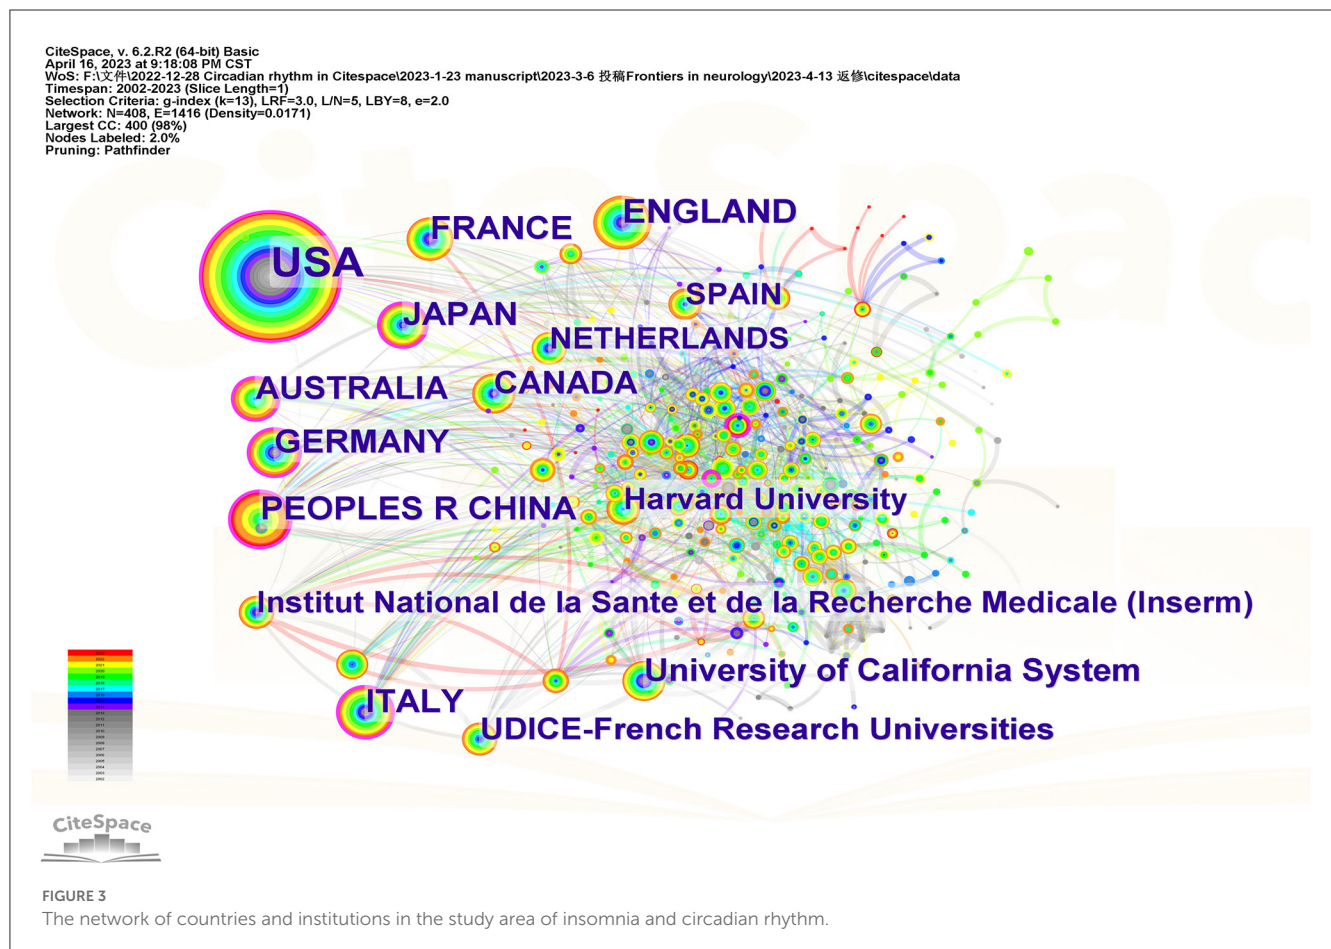 CiteSpace, v. 6.2.R2 (64-bit) Basic
April 16, 2023 at 9:18:08 PM CST
WoS: F:\文件\2022-12-28 Circadian rhythm in Citespace\2023-1-23 manuscript\2023-3-6 投稿Frontiers in neurology\2023-4-13 返修\citespace\data
Timespan: 2002-2023 (Slice Length=1)
Selection Criteria: g-index (k=13), LRF=3.0, L/N=5, LBY=8, e=2.0
Network: N=408, E=1416 (Density=0.0171)
Largest CC: 400 (98%)
Nodes Labeled: 2.0%
Pruning: Pathfinder
CiteSpac
ENGLAND
FRANCE
USA
SPAIN
JAPAN
NETHERLANDS
CANADA
AUSTRALIA
GERMANY
Harvard University
PEOPLES R CHINA
Institut National de la Sante et de la Recherche Medicale (Inserm)
University of California System
ITALY
UDICE-French Research Universities
CiteSpace
FIGURE 3
The network of countries and institutions in the study area of insomnia and circadian rhythm.